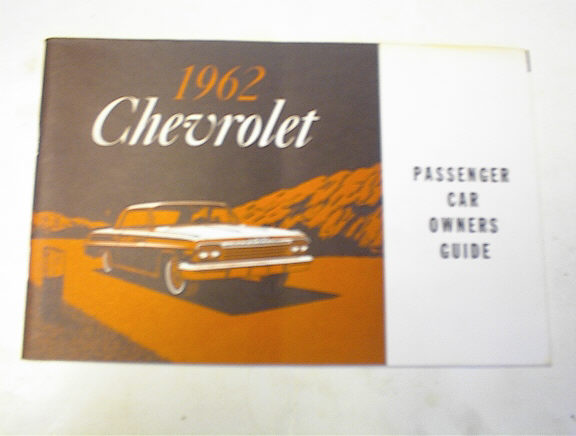 1962
Chevrolet
PASSENGER
CAR
OWNERS
GUIDE